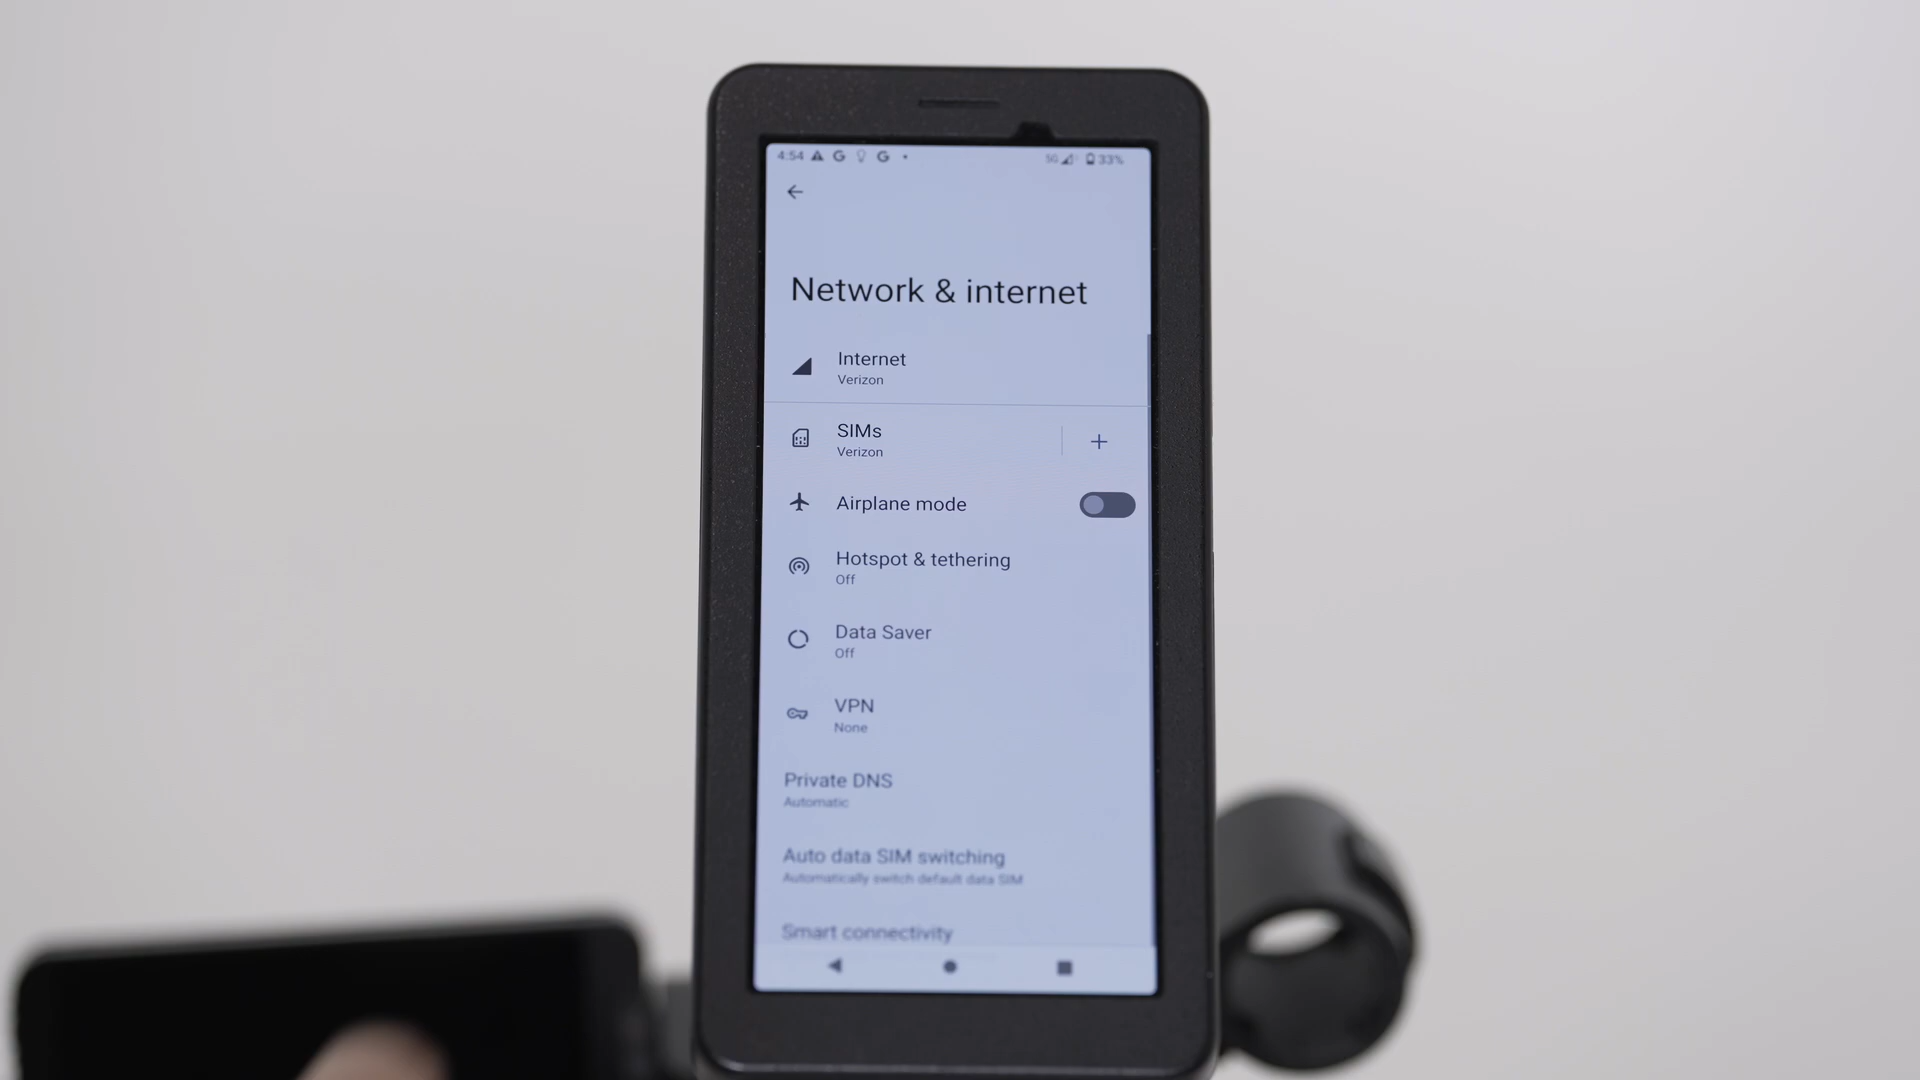 4:54 G G 5G 33%
Network & internet
Internet
Verizon
SIMs
Verizon
Airplane mode
Hotspot & tethering
Off
Data Saver
Off
VPN
None
Private DNS
Automatic
Auto data SIM switching
Automatically switch default data SIM
Smart connectivity